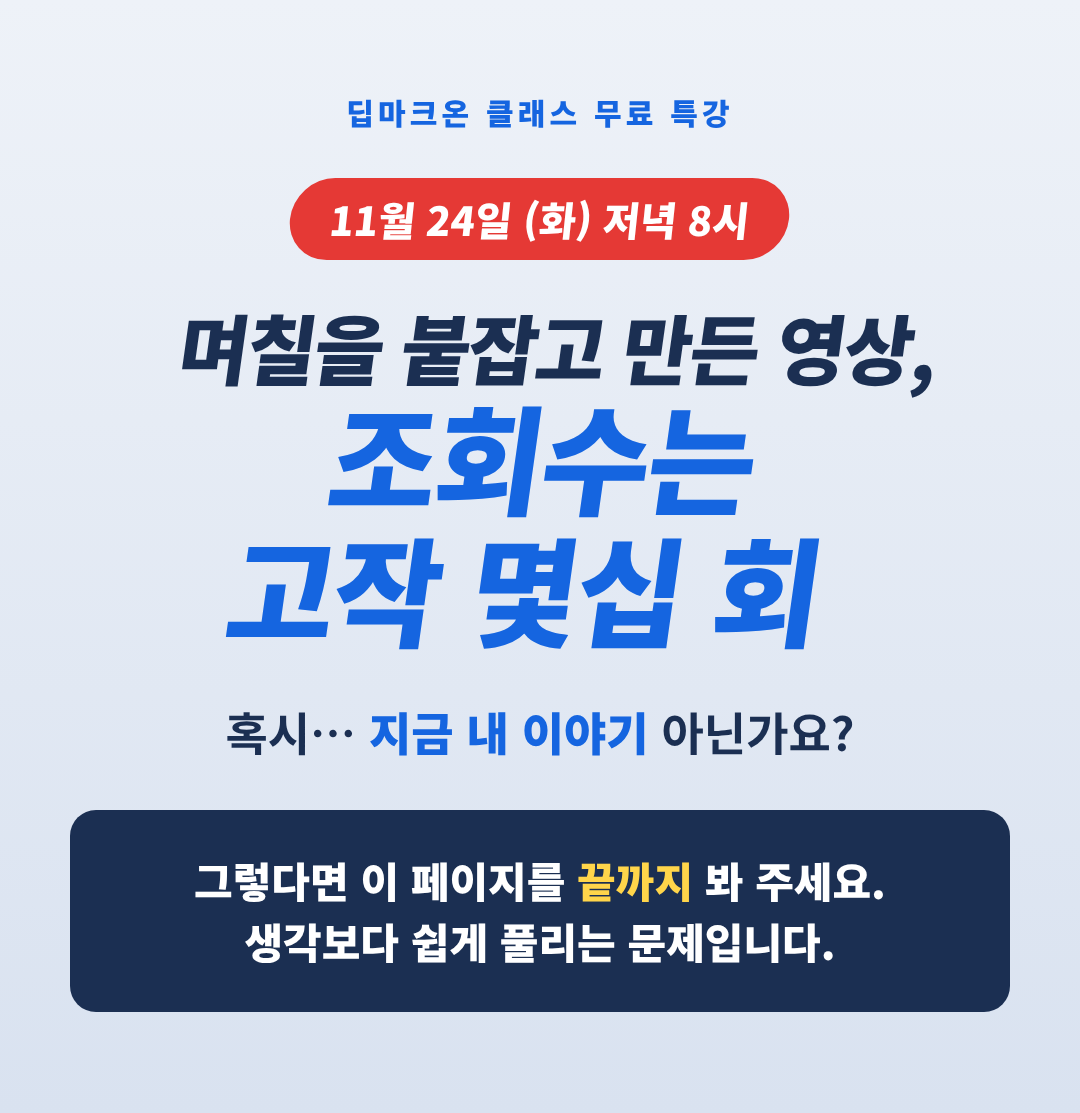 딥마크온 클래스 무료 특강
11월 24일 (화) 저녁 8시
며칠을 붙잡고 만든 영상,
조회수는
고작 몇십 회
혹시… 지금 내 이야기 아닌가요?
그렇다면 이 페이지를 끝까지 봐 주세요.
생각보다 쉽게 풀리는 문제입니다.